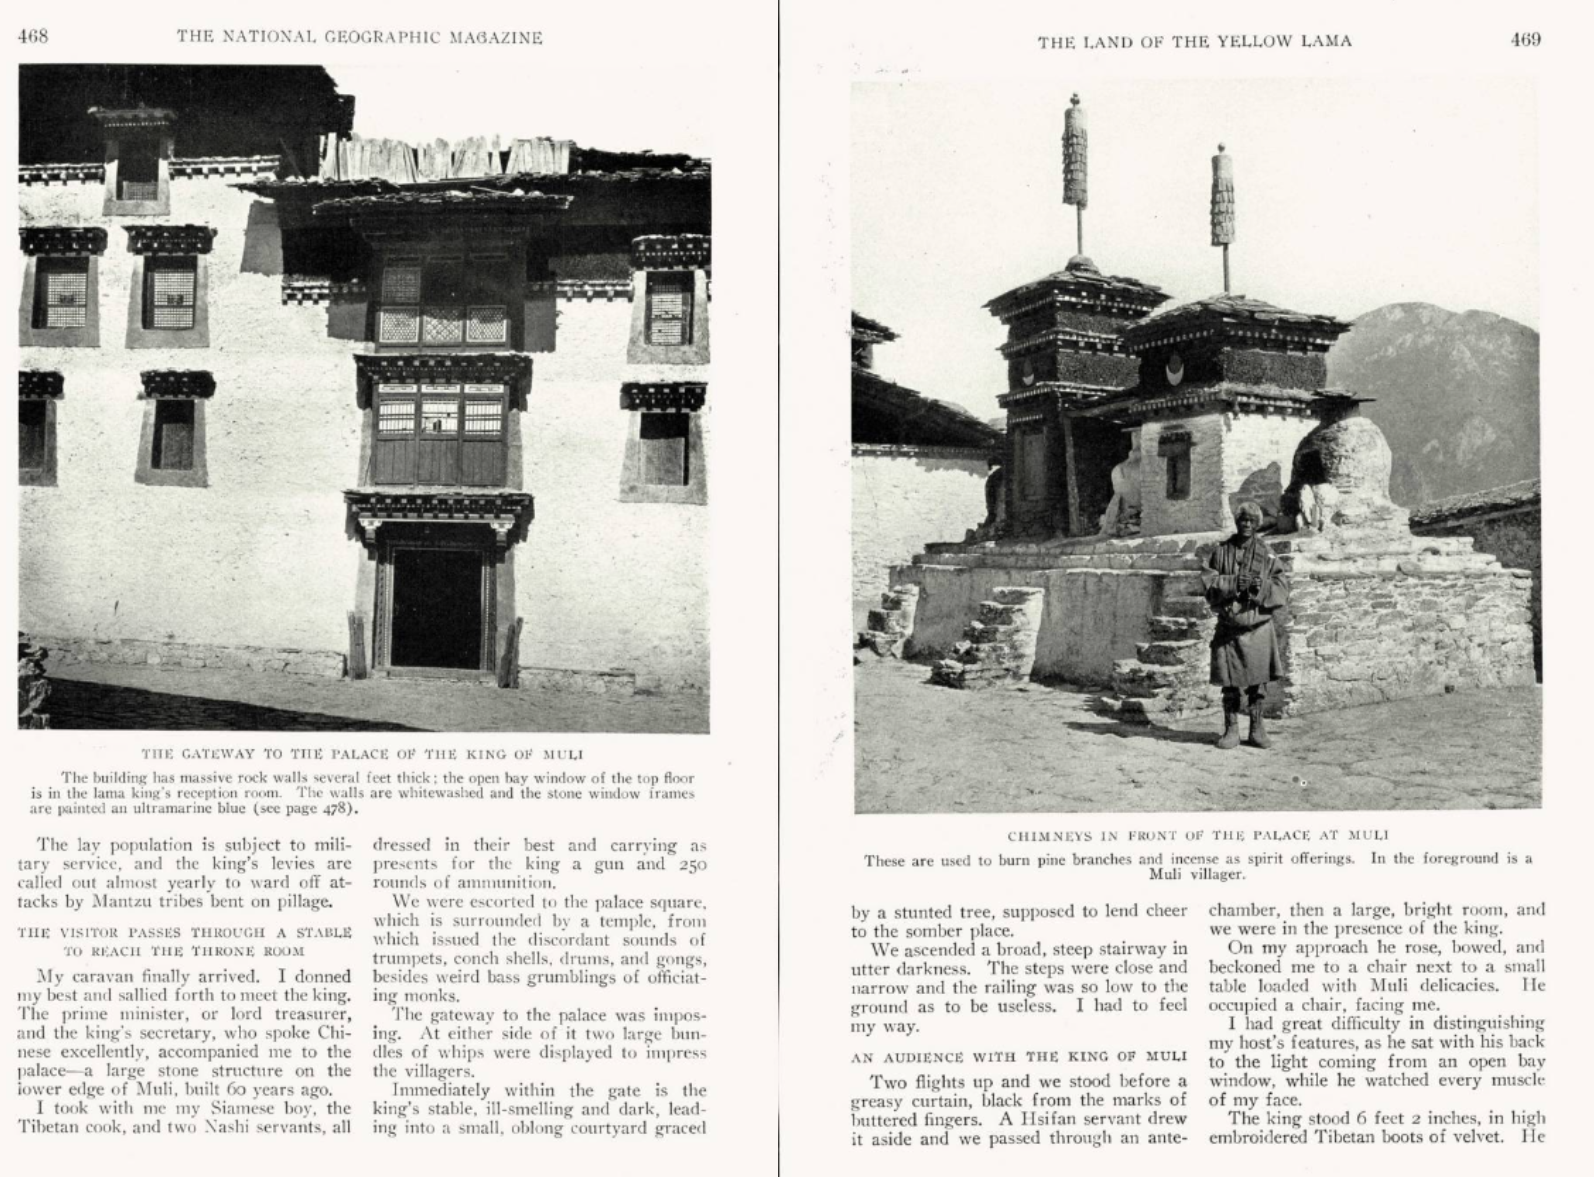 468
THE NATIONAL GEOGRAPHIC MAGAZINE
THE GATEWAY TO THE PALACE OF THE KING OF MULI
The building has massive rock walls several feet thick; the open bay window of the top floor
is in the lama king's reception room. The walls are whitewashed and the stone window frames
are painted an ultramarine blue (see page 478).
The lay population is subject to mili-
tary service, and the king's levies are
called out almost yearly to ward off at-
tacks by Mantzu tribes bent on pillage.
THE VISITOR PASSES THROUGH A STABLE
TO REACH THE THRONE ROOM
My caravan finally arrived. I donned
my best and sallied forth to meet the king.
The prime minister, or lord treasurer,
and the king's secretary, who spoke Chi-
nese excellently, accompanied me to the
palace—a large stone structure on the
lower edge of Muli, built 60 years ago.
I took with me my Siamese boy, the
Tibetan cook, and two Nashi servants, all
dressed in their best and carrying as
presents for the king a gun and 250
rounds of ammunition.
We were escorted to the palace square,
which is surrounded by a temple, from
which issued the discordant sounds of
trumpets, conch shells, drums, and gongs,
besides weird bass grumblings of officiat-
ing monks.
The gateway to the palace was impos-
ing. At either side of it two large bun-
dles of whips were displayed to impress
the villagers.
Immediately within the gate is the
king's stable, ill-smelling and dark, lead-
ing into a small, oblong courtyard graced
THE LAND OF THE YELLOW LAMA
469
CHIMNEYS IN FRONT OF THE PALACE AT MULI
These are used to burn pine branches and incense as spirit offerings. In the foreground is a
Muli villager.
by a stunted tree, supposed to lend cheer
to the somber place.
We ascended a broad, steep stairway in
utter darkness. The steps were close and
narrow and the railing was so low to the
ground as to be useless. I had to feel
my way.
AN AUDIENCE WITH THE KING OF MULI
Two flights up and we stood before a
greasy curtain, black from the marks of
buttered fingers. A Hsifan servant drew
it aside and we passed through an ante-
chamber, then a large, bright room, and
we were in the presence of the king.
On my approach he rose, bowed, and
beckoned me to a chair next to a small
table loaded with Muli delicacies. He
occupied a chair, facing me.
I had great difficulty in distinguishing
my host's features, as he sat with his back
to the light coming from an open bay
window, while he watched every muscle
of my face.
The king stood 6 feet 2 inches, in high
embroidered Tibetan boots of velvet. He